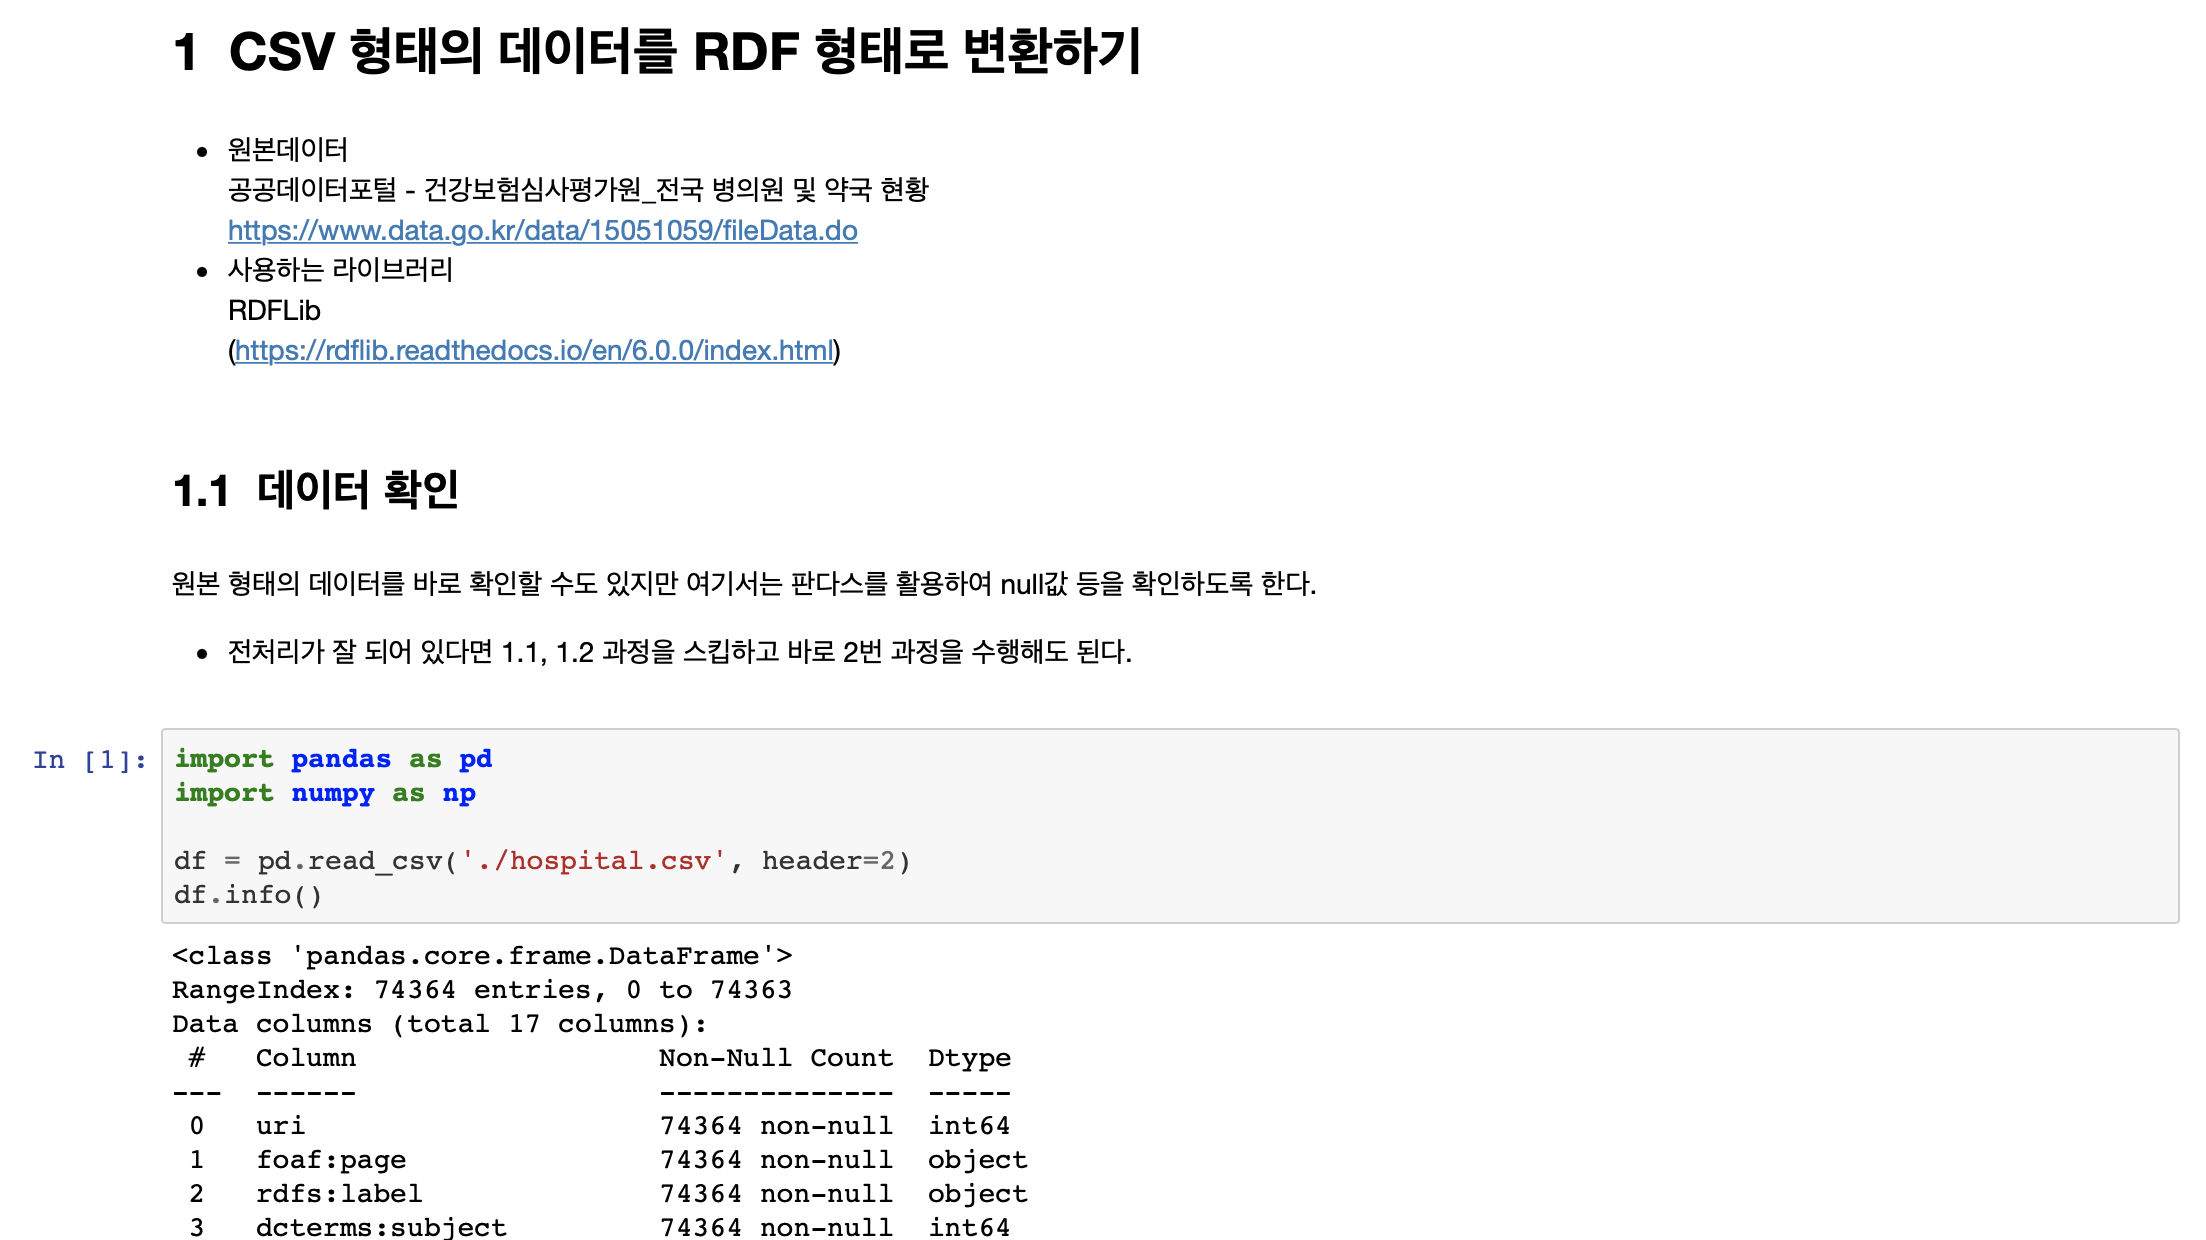 1 CSV 형태의 데이터를 RDF 형태로 변환하기
• 원본데이터
공공데이터포털 - 건강보험심사평가원_전국 병의원 및 약국 현황
https://www.data.go.kr/data/15051059/fileData.do
• 사용하는 라이브러리
RDFLib
(https://rdflib.readthedocs.io/en/6.0.0/index.html)
1.1 데이터 확인
원본 형태의 데이터를 바로 확인할 수도 있지만 여기서는 판다스를 활용하여 null값 등을 확인하도록 한다.
• 전처리가 잘 되어 있다면 1.1, 1.2 과정을 스킵하고 바로 2번 과정을 수행해도 된다.
In [1]: import pandas as pd
import numpy as np
df = pd.read_csv('./hospital.csv', header=2)
df.info()
<class 'pandas.core.frame.DataFrame'>
RangeIndex: 74364 entries, 0 to 74363
Data columns (total 17 columns):
# Column Non-Null Count Dtype
--- ------ -------------- -----
0 uri 74364 non-null int64
1 foaf:page 74364 non-null object
2 rdfs:label 74364 non-null object
3 dcterms:subject 74364 non-null int64